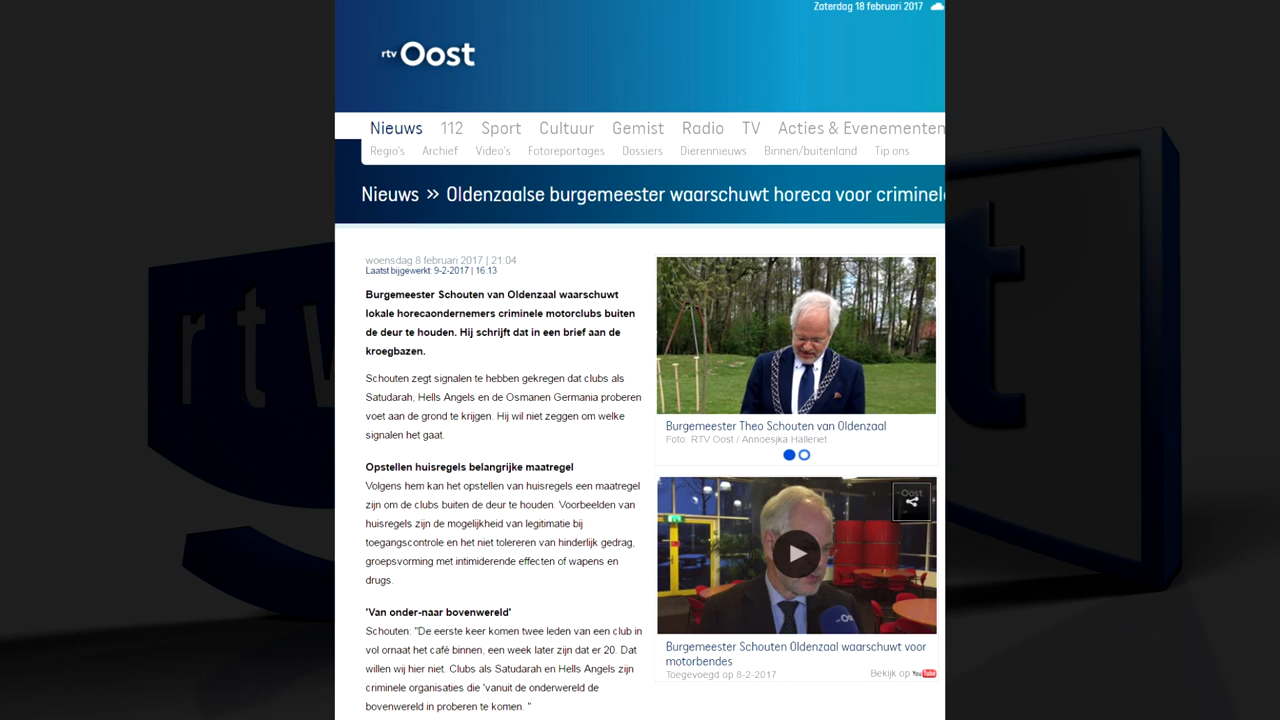 Zaterdag 18 februari 2017
rtv Oost
Nieuws 112 Sport Cultuur Gemist Radio TV Acties & Evenementen
Regio's Archief Video's Fotoreportages Dossiers Dierennieuws Binnen/buitenland Tip ons
Nieuws » Oldenzaalse burgemeester waarschuwt horeca voor criminele
woensdag 8 februari 2017 | 21:04
Laatst bijgewerkt: 9-2-2017 | 16:13
Burgemeester Schouten van Oldenzaal waarschuwt
lokale horecaondernemers criminele motorclubs buiten
de deur te houden. Hij schrijft dat in een brief aan de
kroegbazen.
Schouten zegt signalen te hebben gekregen dat clubs als
Satudarah, Hells Angels en de Osmanen Germania proberen
voet aan de grond te krijgen. Hij wil niet zeggen om welke
signalen het gaat.
Opstellen huisregels belangrijke maatregel
Volgens hem kan het opstellen van huisregels een maatregel
zijn om de clubs buiten de deur te houden. Voorbeelden van
huisregels zijn de mogelijkheid van legitimatie bij
toegangscontrole en het niet tolereren van hinderlijk gedrag,
groepsvorming met intimiderende effecten of wapens en
drugs.
'Van onder-naar bovenwereld'
Schouten: "De eerste keer komen twee leden van een club in
vol ornaat het café binnen, een week later zijn dat er 20. Dat
willen wij hier niet. Clubs als Satudarah en Hells Angels zijn
criminele organisaties die 'vanuit de onderwereld de
bovenwereld in proberen te komen. "
Burgemeester Theo Schouten van Oldenzaal
Foto: RTV Oost / Annoesjka Halleriet
Oost
Burgemeester Schouten Oldenzaal waarschuwt voor
motorbendes
Toegevoegd op 8-2-2017
Bekijk op YouTube
rtv
t